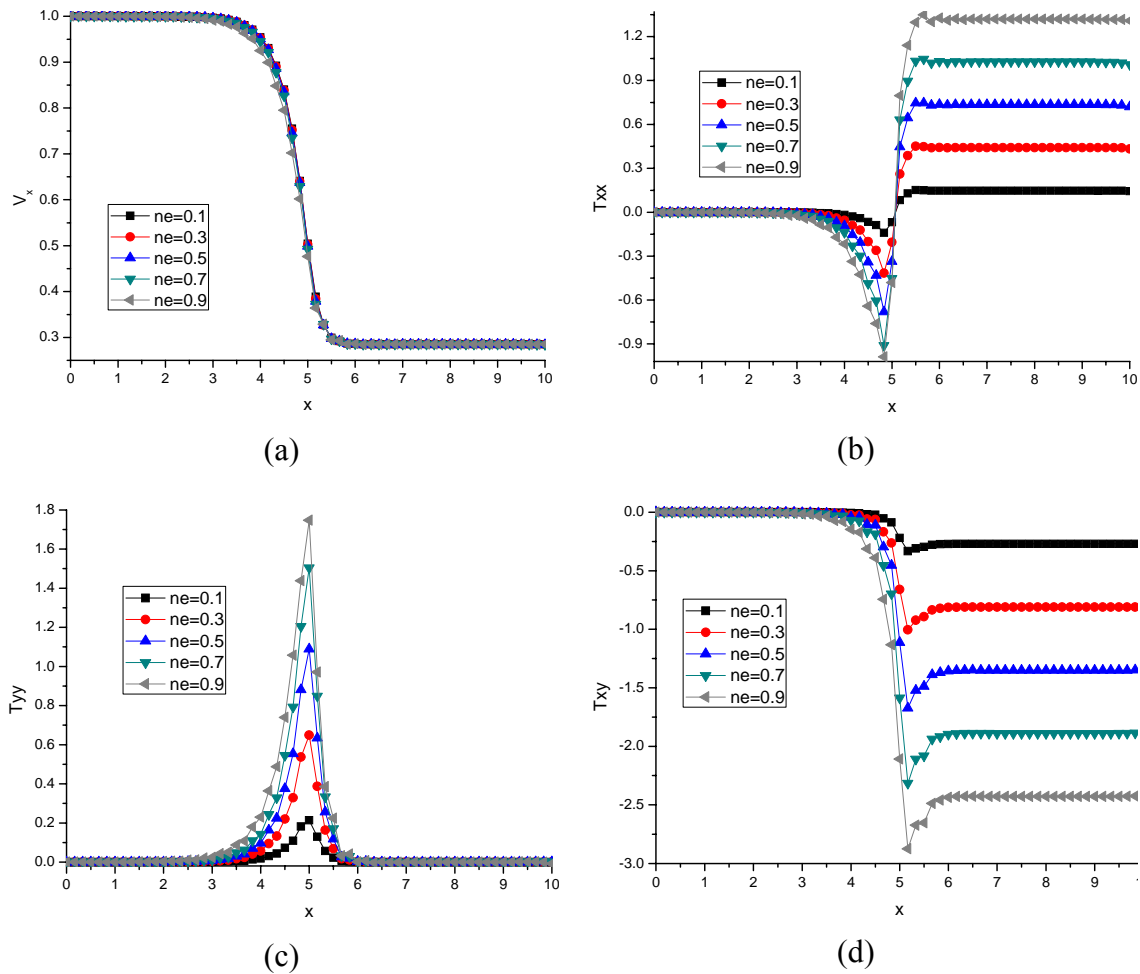 1.0
0.9
0.8
0.7
0.6
0.5
0.4
0.3
V_x
ne=0.1
ne=0.3
ne=0.5
ne=0.7
ne=0.9
0 1 2 3 4 5 6 7 8 9 10
x
(a)
1.2
0.9
0.6
0.3
0.0
-0.3
-0.6
-0.9
Txx
ne=0.1
ne=0.3
ne=0.5
ne=0.7
ne=0.9
0 1 2 3 4 5 6 7 8 9 10
x
(b)
1.8
1.6
1.4
1.2
1.0
0.8
0.6
0.4
0.2
0.0
Tyy
ne=0.1
ne=0.3
ne=0.5
ne=0.7
ne=0.9
0 1 2 3 4 5 6 7 8 9 10
x
(c)
0.0
-0.5
-1.0
-1.5
-2.0
-2.5
-3.0
Txy
ne=0.1
ne=0.3
ne=0.5
ne=0.7
ne=0.9
0 1 2 3 4 5 6 7 8 9 1
x
(d)